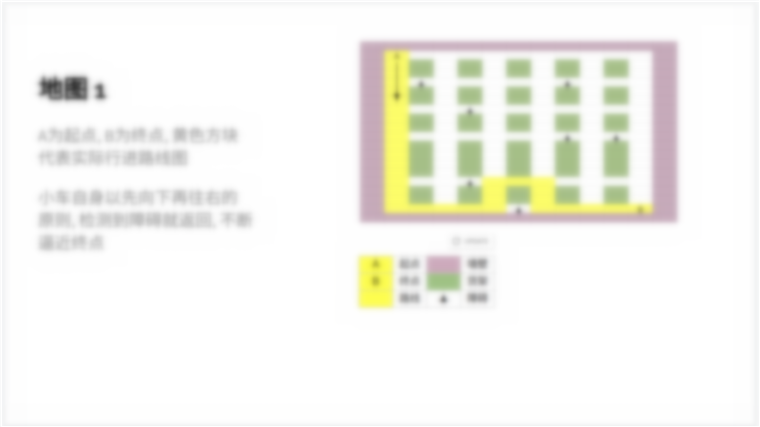 地图 1
A为起点, B为终点, 黄色方块
代表实际行进路线图
小车自身以先向下再往右的
原则, 检测到障碍就返回, 不断
逼近终点
A 起点 墙壁
B 终点
路线 障碍